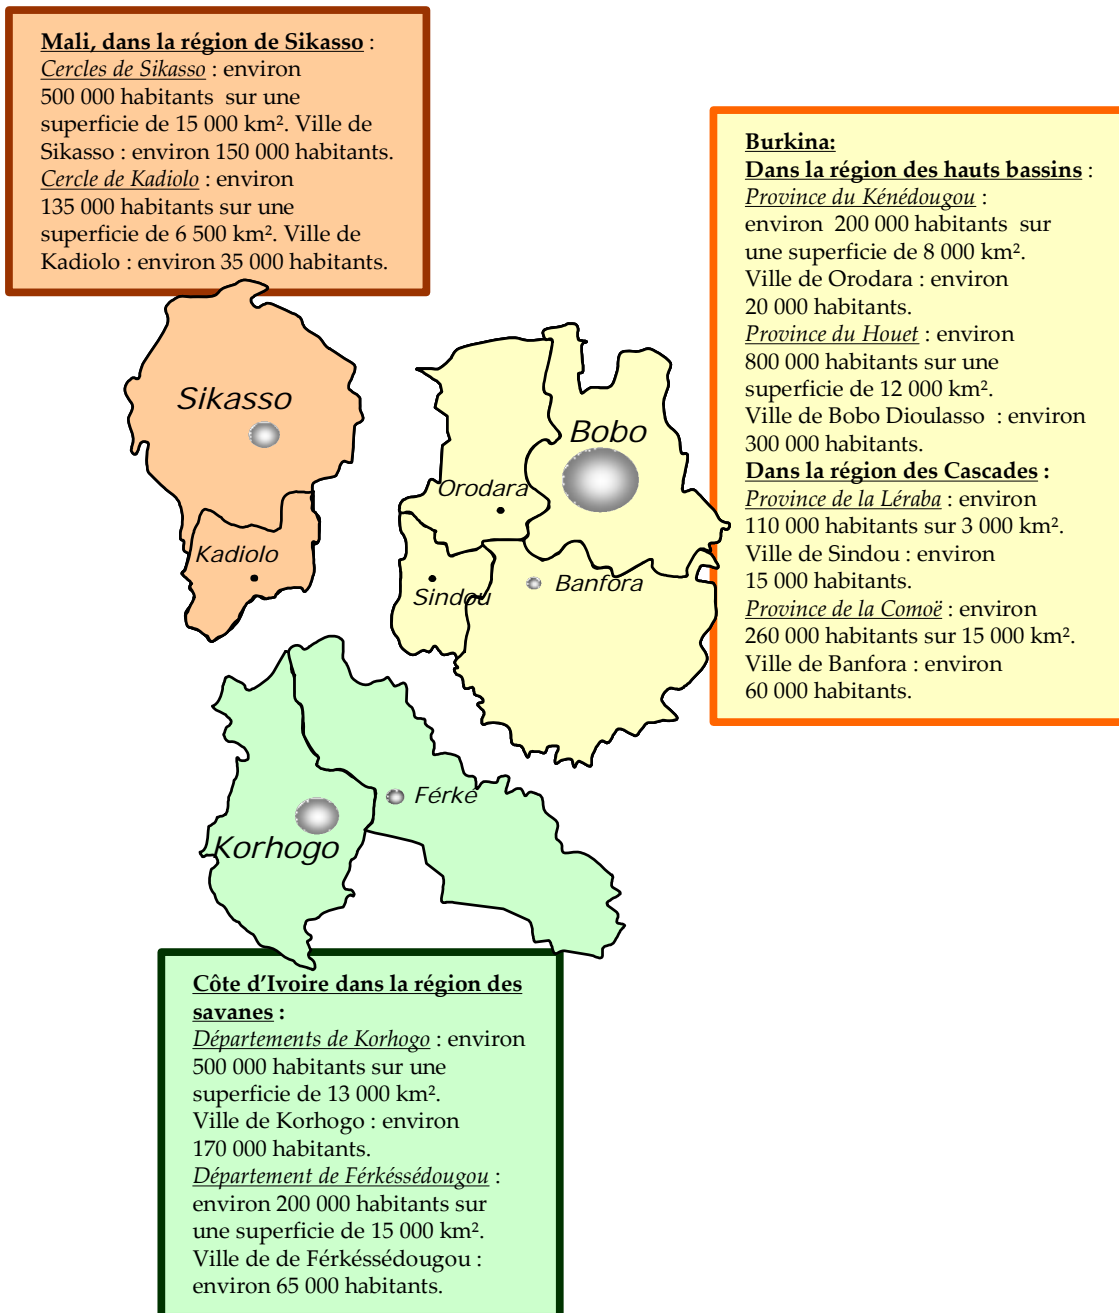 Mali, dans la région de Sikasso :
Cercles de Sikasso : environ
500 000 habitants sur une
superficie de 15 000 km². Ville de
Sikasso : environ 150 000 habitants.
Cercle de Kadiolo : environ
135 000 habitants sur une
superficie de 6 500 km². Ville de
Kadiolo : environ 35 000 habitants.
Burkina:
Dans la région des hauts bassins :
Province du Kénédougou :
environ 200 000 habitants sur
une superficie de 8 000 km².
Ville de Orodara : environ
20 000 habitants.
Province du Houet : environ
800 000 habitants sur une
superficie de 12 000 km².
Ville de Bobo Dioulasso : environ
300 000 habitants.
Dans la région des Cascades :
Province de la Léraba : environ
110 000 habitants sur 3 000 km².
Ville de Sindou : environ
15 000 habitants.
Province de la Comoë : environ
260 000 habitants sur 15 000 km².
Ville de Banfora : environ
60 000 habitants.
Sikasso
Bobo
Orodara
Kadiolo
Sindou
Banfora
Férké
Korhogo
Côte d'Ivoire dans la région des
savanes :
Départements de Korhogo : environ
500 000 habitants sur une
superficie de 13 000 km².
Ville de Korhogo : environ
170 000 habitants.
Département de Férkéssédougou :
environ 200 000 habitants sur
une superficie de 15 000 km².
Ville de de Férkéssédougou :
environ 65 000 habitants.